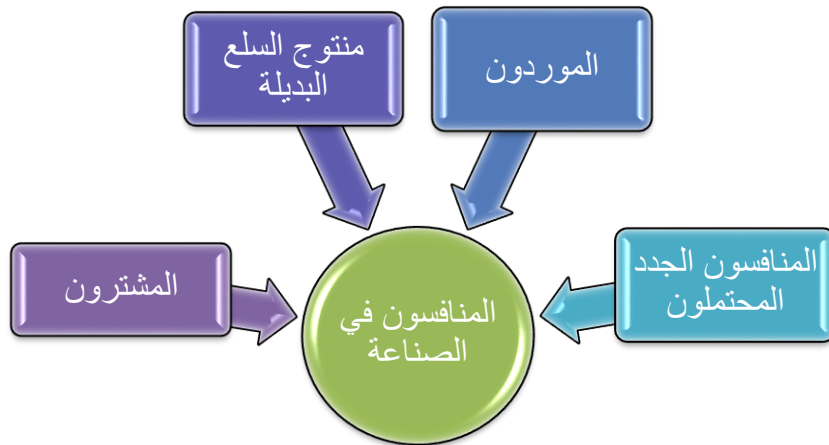 الموردون
منتوج السلع
البديلة
المنافسون الجدد
المحتملون
المشترون
المنافسون في
الصناعة